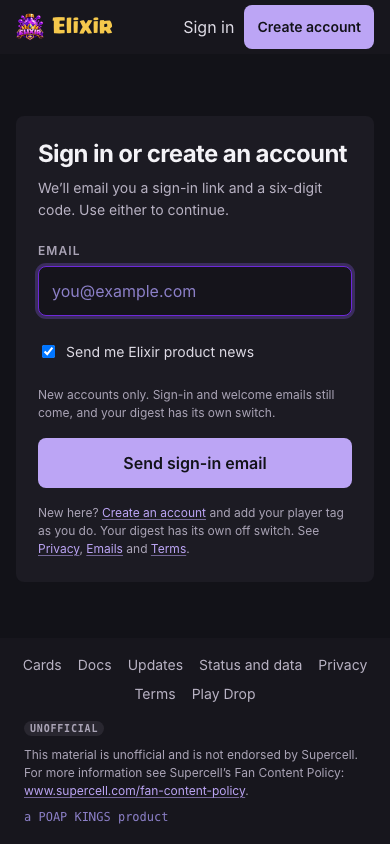 Elixir
Sign in
Create account
Sign in or create an account
We'll email you a sign-in link and a six-digit
code. Use either to continue.
EMAIL
you@example.com
Send me Elixir product news
New accounts only. Sign-in and welcome emails still
come, and your digest has its own switch.
Send sign-in email
New here? Create an account and add your player tag
as you do. Your digest has its own off switch. See
Privacy, Emails and Terms.
Cards Docs Updates Status and data Privacy
Terms Play Drop
UNOFFICIAL
This material is unofficial and is not endorsed by Supercell.
For more information see Supercell's Fan Content Policy:
www.supercell.com/fan-content-policy.
a POAP KINGS product